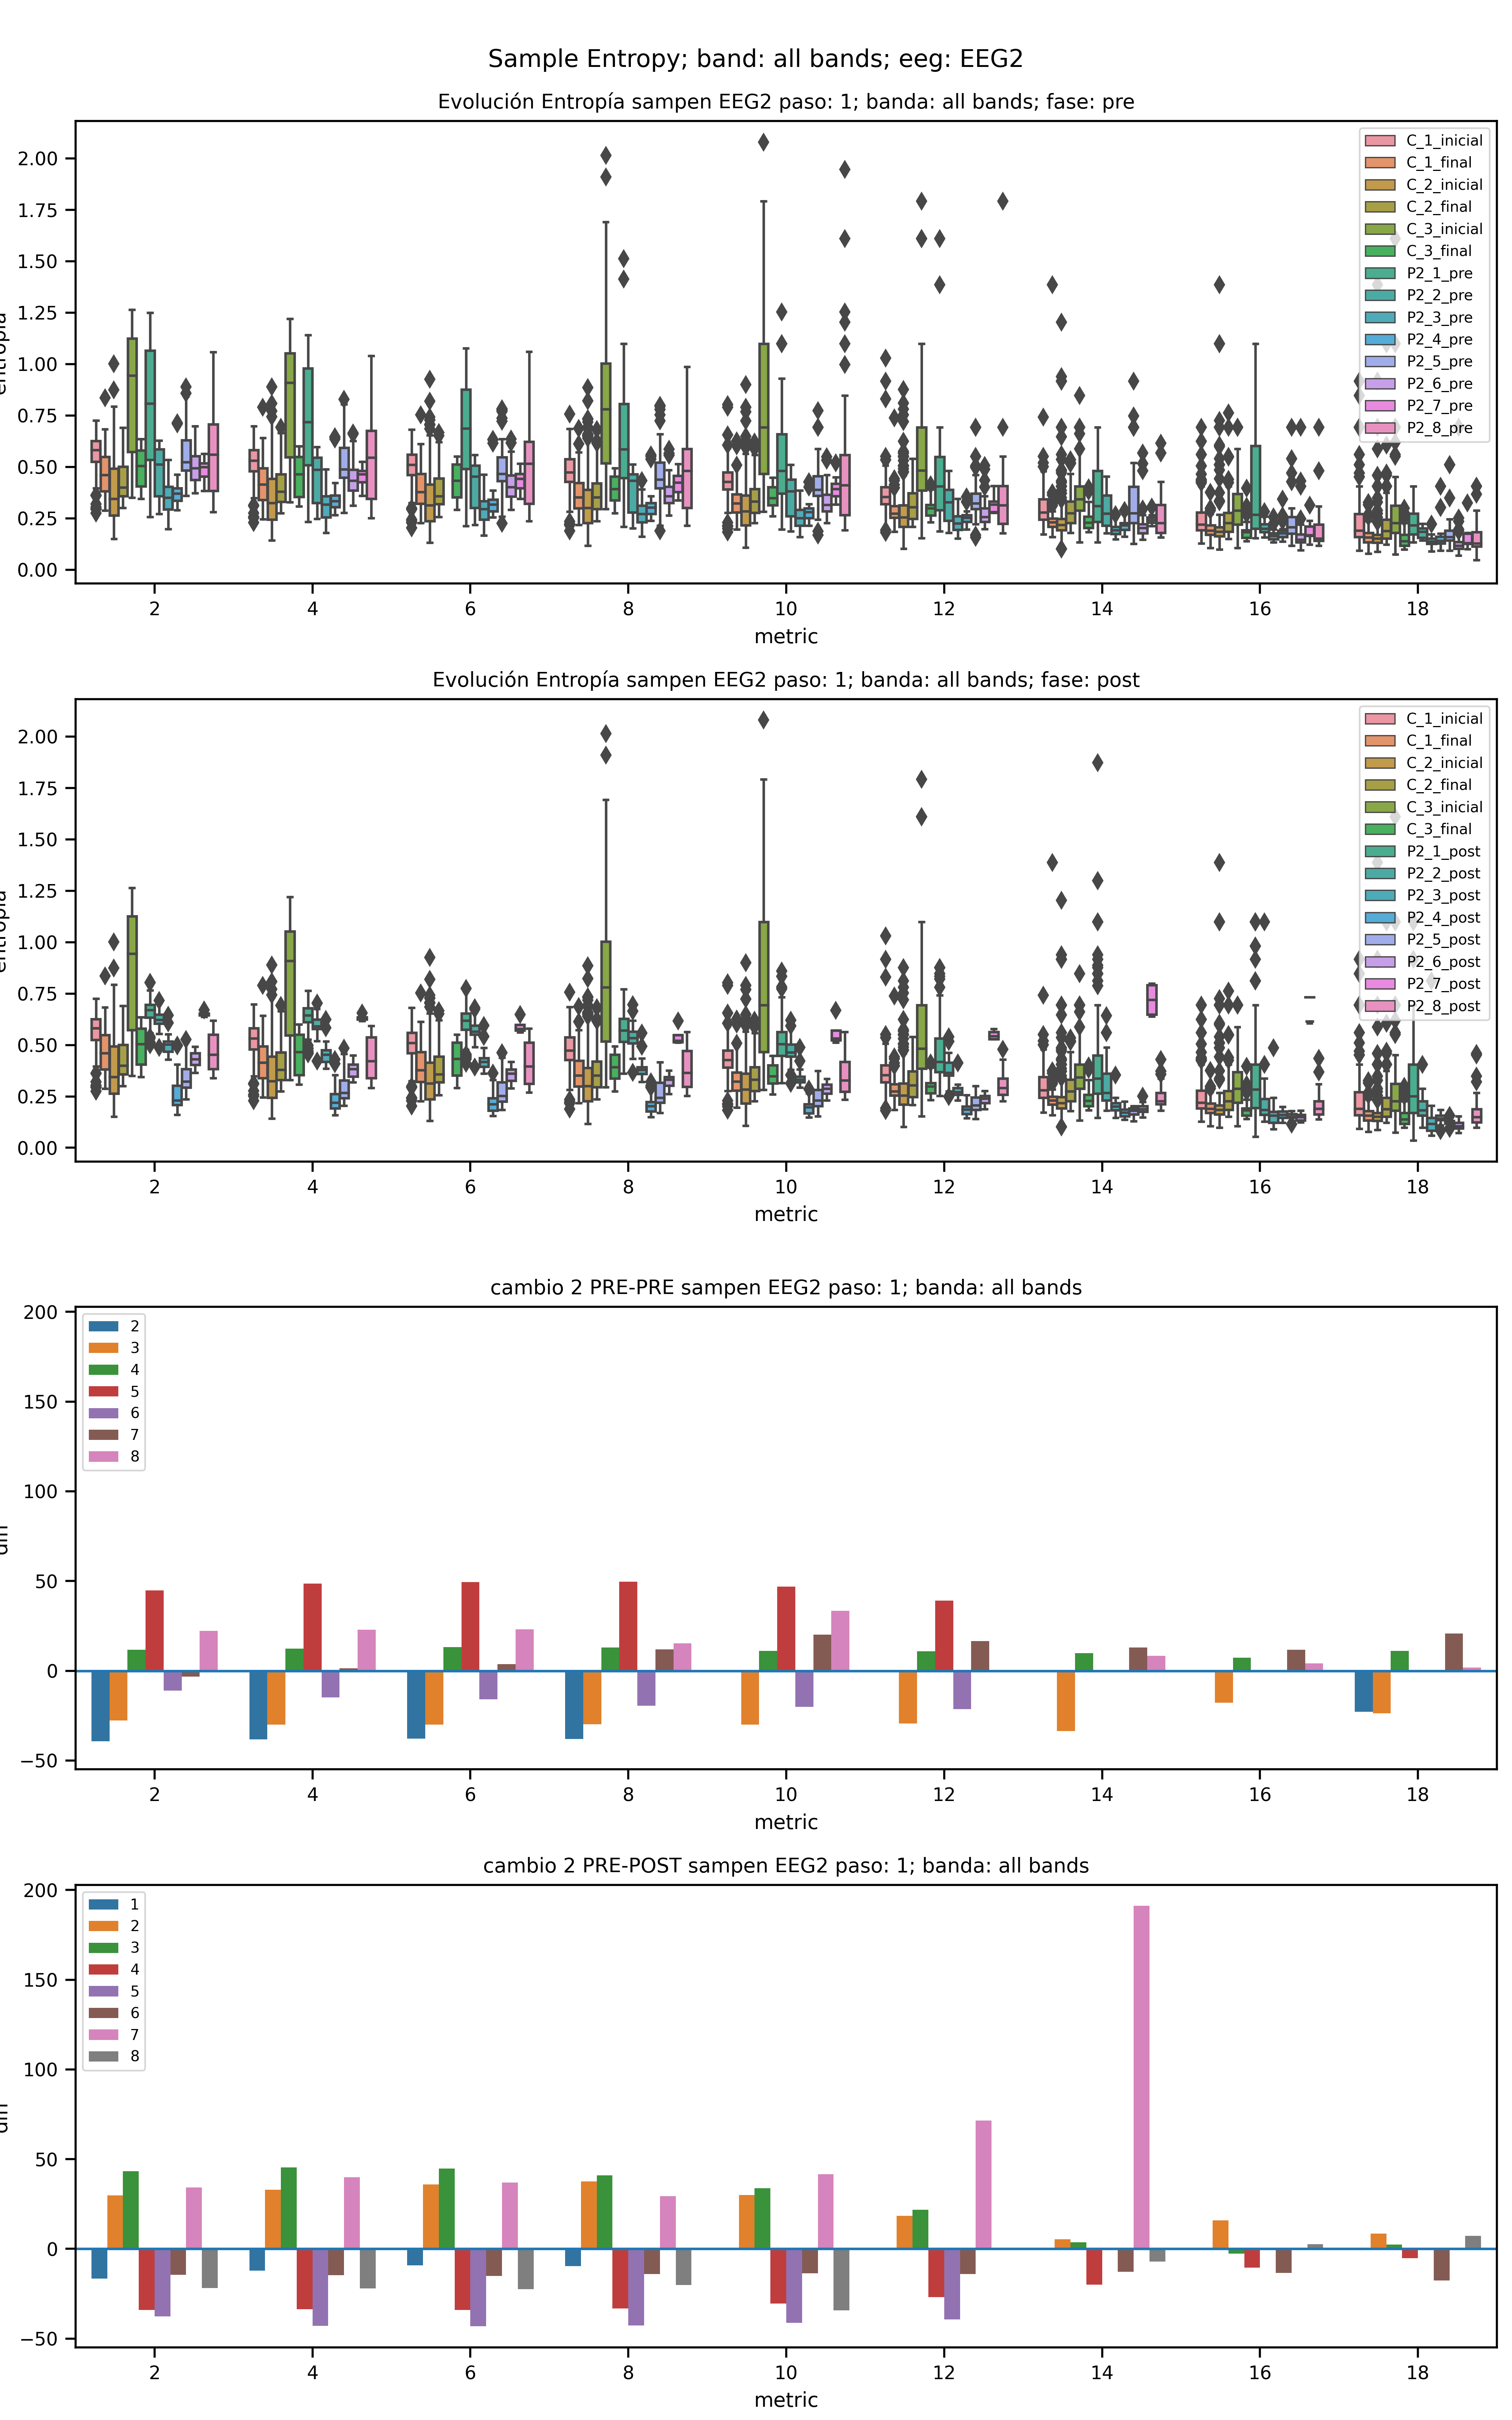 Sample Entropy; band: all bands; eeg: EEG2
Evolución Entropía sampen EEG2 paso: 1; banda: all bands; fase: pre
2.00
1.75
1.50
1.25
1.00
0.75
0.50
0.25
0.00
C_1_inicial
C_1_final
C_2_inicial
C_2_final
C_3_inicial
C_3_final
P2_1_pre
P2_2_pre
P2_3_pre
P2_4_pre
P2_5_pre
P2_6_pre
P2_7_pre
P2_8_pre
2 4 6 8 10 12 14 16 18
metric
Evolución Entropía sampen EEG2 paso: 1; banda: all bands; fase: post
2.00
1.75
1.50
1.25
1.00
0.75
0.50
0.25
0.00
C_1_inicial
C_1_final
C_2_inicial
C_2_final
C_3_inicial
C_3_final
P2_1_post
P2_2_post
P2_3_post
P2_4_post
P2_5_post
P2_6_post
P2_7_post
P2_8_post
2 4 6 8 10 12 14 16 18
metric
cambio 2 PRE-PRE sampen EEG2 paso: 1; banda: all bands
200
150
100
50
0
−50
2
3
4
5
6
7
8
2 4 6 8 10 12 14 16 18
metric
cambio 2 PRE-POST sampen EEG2 paso: 1; banda: all bands
200
150
100
50
0
−50
1
2
3
4
5
6
7
8
2 4 6 8 10 12 14 16 18
metric